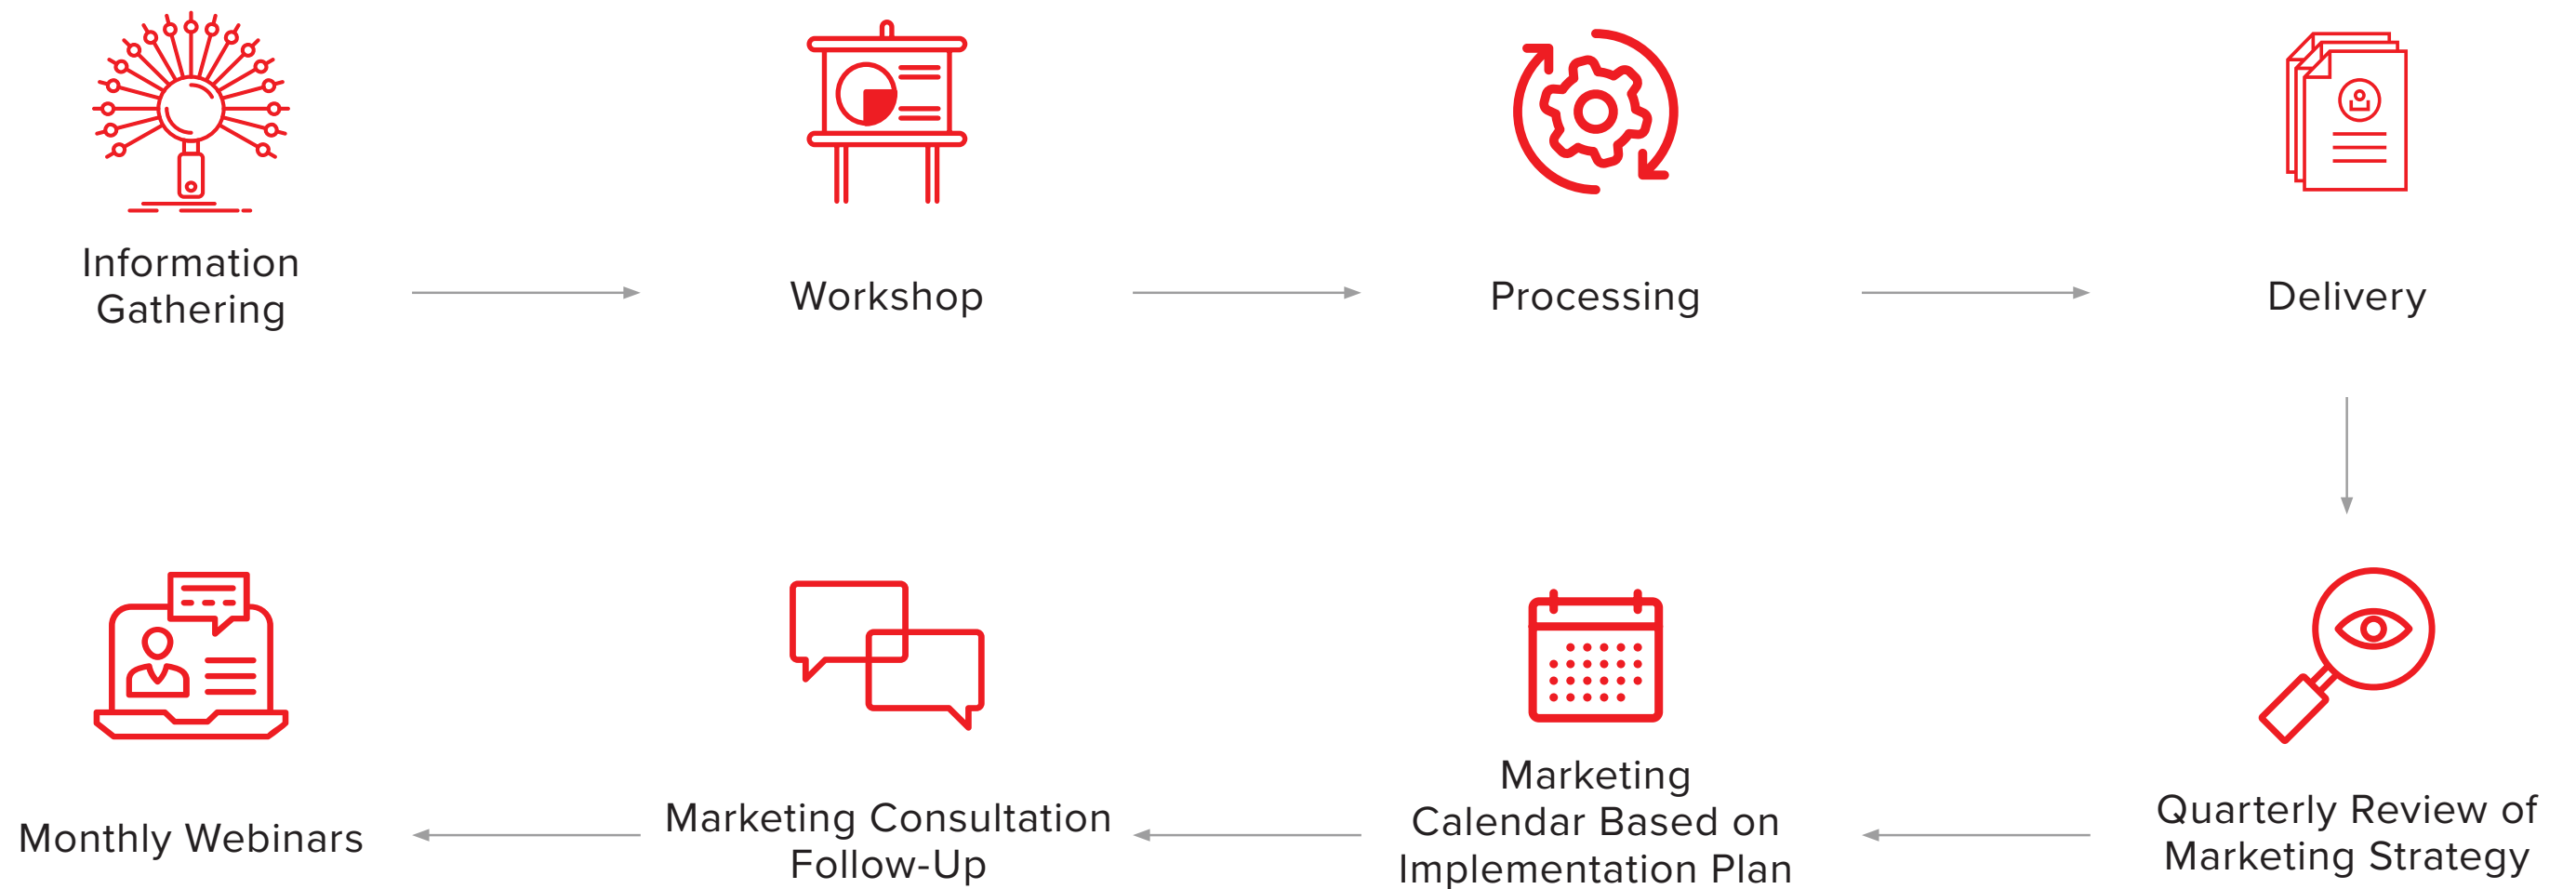 Information
Gathering
Workshop
Processing
Delivery
Monthly Webinars
Marketing Consultation
Follow-Up
Marketing
Calendar Based on
Implementation Plan
Quarterly Review of
Marketing Strategy